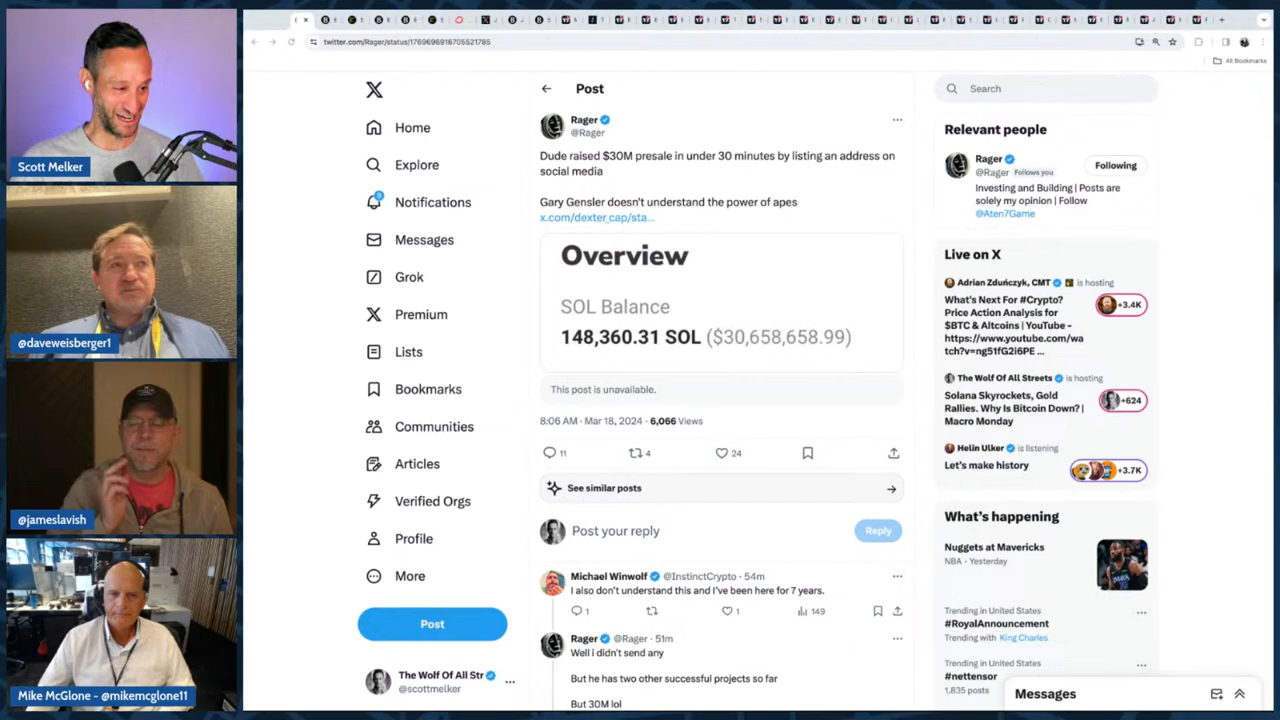 Scott Melker
@daveweisberger1
@jameslavish
Mike McGlone - @mikemcglone11
twitter.com/Rager/status/1769696916705521785
All Bookmarks
Home
Explore
Notifications
Messages
Grok
Premium
Lists
Bookmarks
Communities
Articles
Verified Orgs
Profile
More
Post
The Wolf Of All Str
@scottmelker
Post
Rager
@Rager
Dude raised $30M presale in under 30 minutes by listing an address on
social media
Gary Gensler doesn't understand the power of apes
x.com/dexter_cap/sta...
Overview
SOL Balance
148,360.31 SOL ($30,658,658.99)
This post is unavailable.
8:06 AM · Mar 18, 2024 · 6,066 Views
11 4 24
See similar posts
Post your reply
Reply
Michael Winwolf @InstinctCrypto · 54m
I also don't understand this and I've been here for 7 years.
1 1 149
Rager @Rager · 51m
Well i didn't send any
But he has two other successful projects so far
But 30M lol
Search
Relevant people
Rager
@Rager Follows you
Following
Investing and Building | Posts are
solely my opinion | Follow
@Aten7Game
Live on X
Adrian Zduńczyk, CMT is hosting
What's Next For #Crypto?
Price Action Analysis for
$BTC & Altcoins | YouTube -
https://www.youtube.com/wa
tch?v=ng51fG2i6PE ...
+3.4K
The Wolf Of All Streets is hosting
Solana Skyrockets, Gold
Rallies. Why Is Bitcoin Down? |
Macro Monday
+624
Helin Ulker is listening
Let's make history
+3.7K
What's happening
Nuggets at Mavericks
NBA · Yesterday
Trending in United States
#RoyalAnnouncement
Trending with King Charles
Trending in United States
#nettensor
1,835 posts
Messages